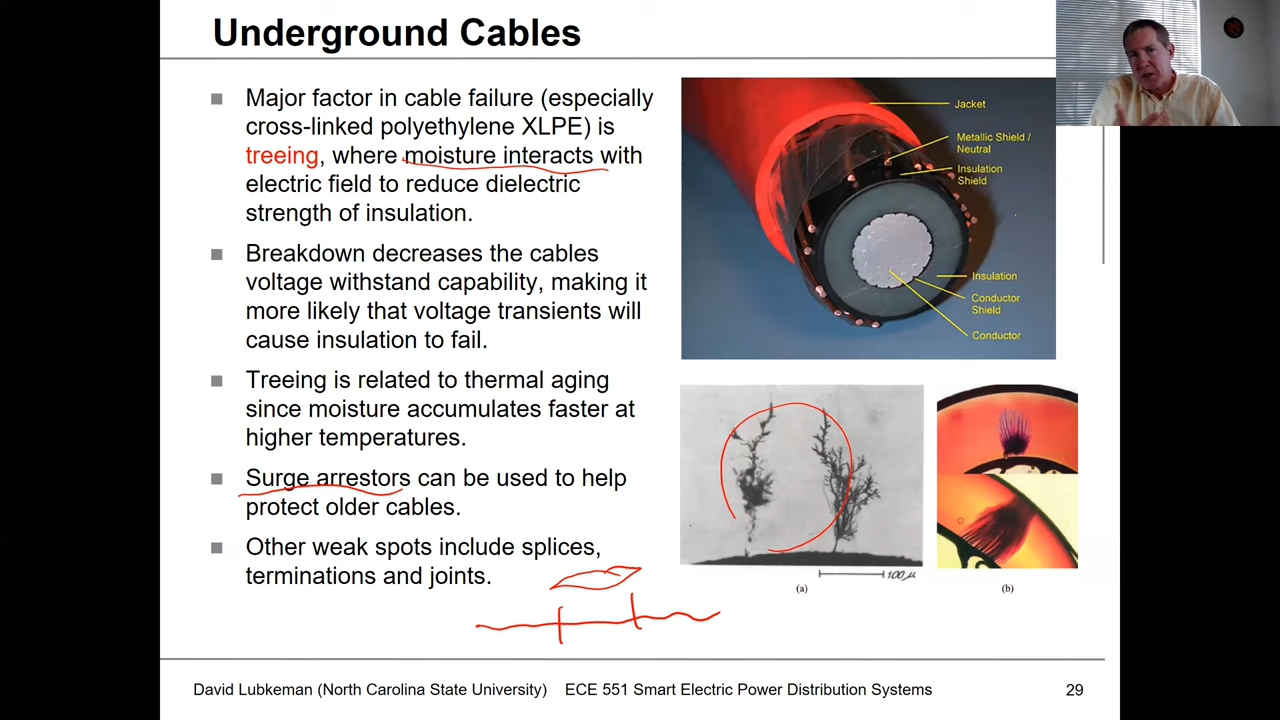 Underground Cables
Major factor in cable failure (especially
cross-linked polyethylene XLPE) is
treeing, where moisture interacts with
electric field to reduce dielectric
strength of insulation.
Breakdown decreases the cables
voltage withstand capability, making it
more likely that voltage transients will
cause insulation to fail.
Treeing is related to thermal aging
since moisture accumulates faster at
higher temperatures.
Surge arrestors can be used to help
protect older cables.
Other weak spots include splices,
terminations and joints.
Jacket
Metallic Shield /
Neutral
Insulation
Shield
Insulation
Conductor
Shield
Conductor
100 μ
(a)
(b)
David Lubkeman (North Carolina State University)
ECE 551 Smart Electric Power Distribution Systems
29